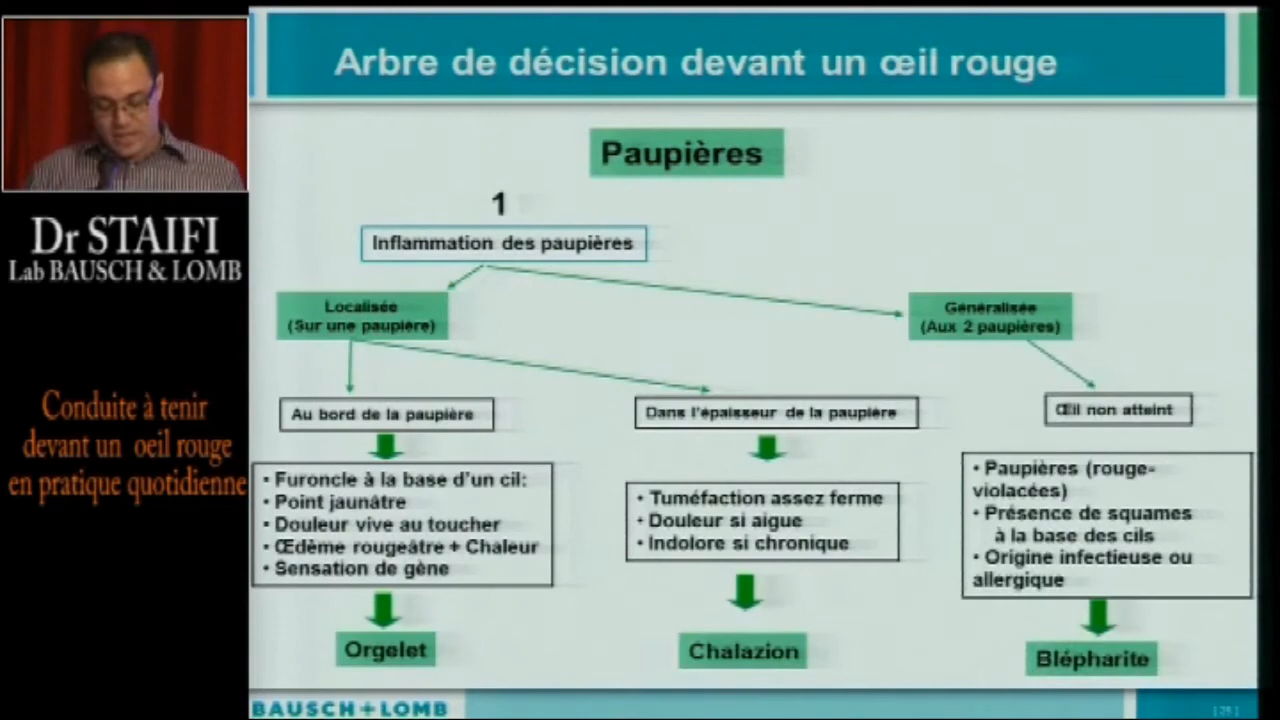 Arbre de décision devant un œil rouge
Paupières
1
Inflammation des paupières
Localisée
(Sur une paupière)
Généralisée
(Aux 2 paupières)
Au bord de la paupière
Dans l'épaisseur de la paupière
Œil non atteint
• Furoncle à la base d'un cil:
• Point jaunâtre
• Douleur vive au toucher
• Œdème rougeâtre + Chaleur
• Sensation de gène
• Tuméfaction assez ferme
• Douleur si aigue
• Indolore si chronique
• Paupières (rouge-
violacées)
• Présence de squames
à la base des cils
• Origine infectieuse ou
allergique
Orgelet
Chalazion
Blépharite
BAUSCH + LOMB
Dr STAIFI
Lab BAUSCH & LOMB
Conduite à tenir
devant un oeil rouge
en pratique quotidienne